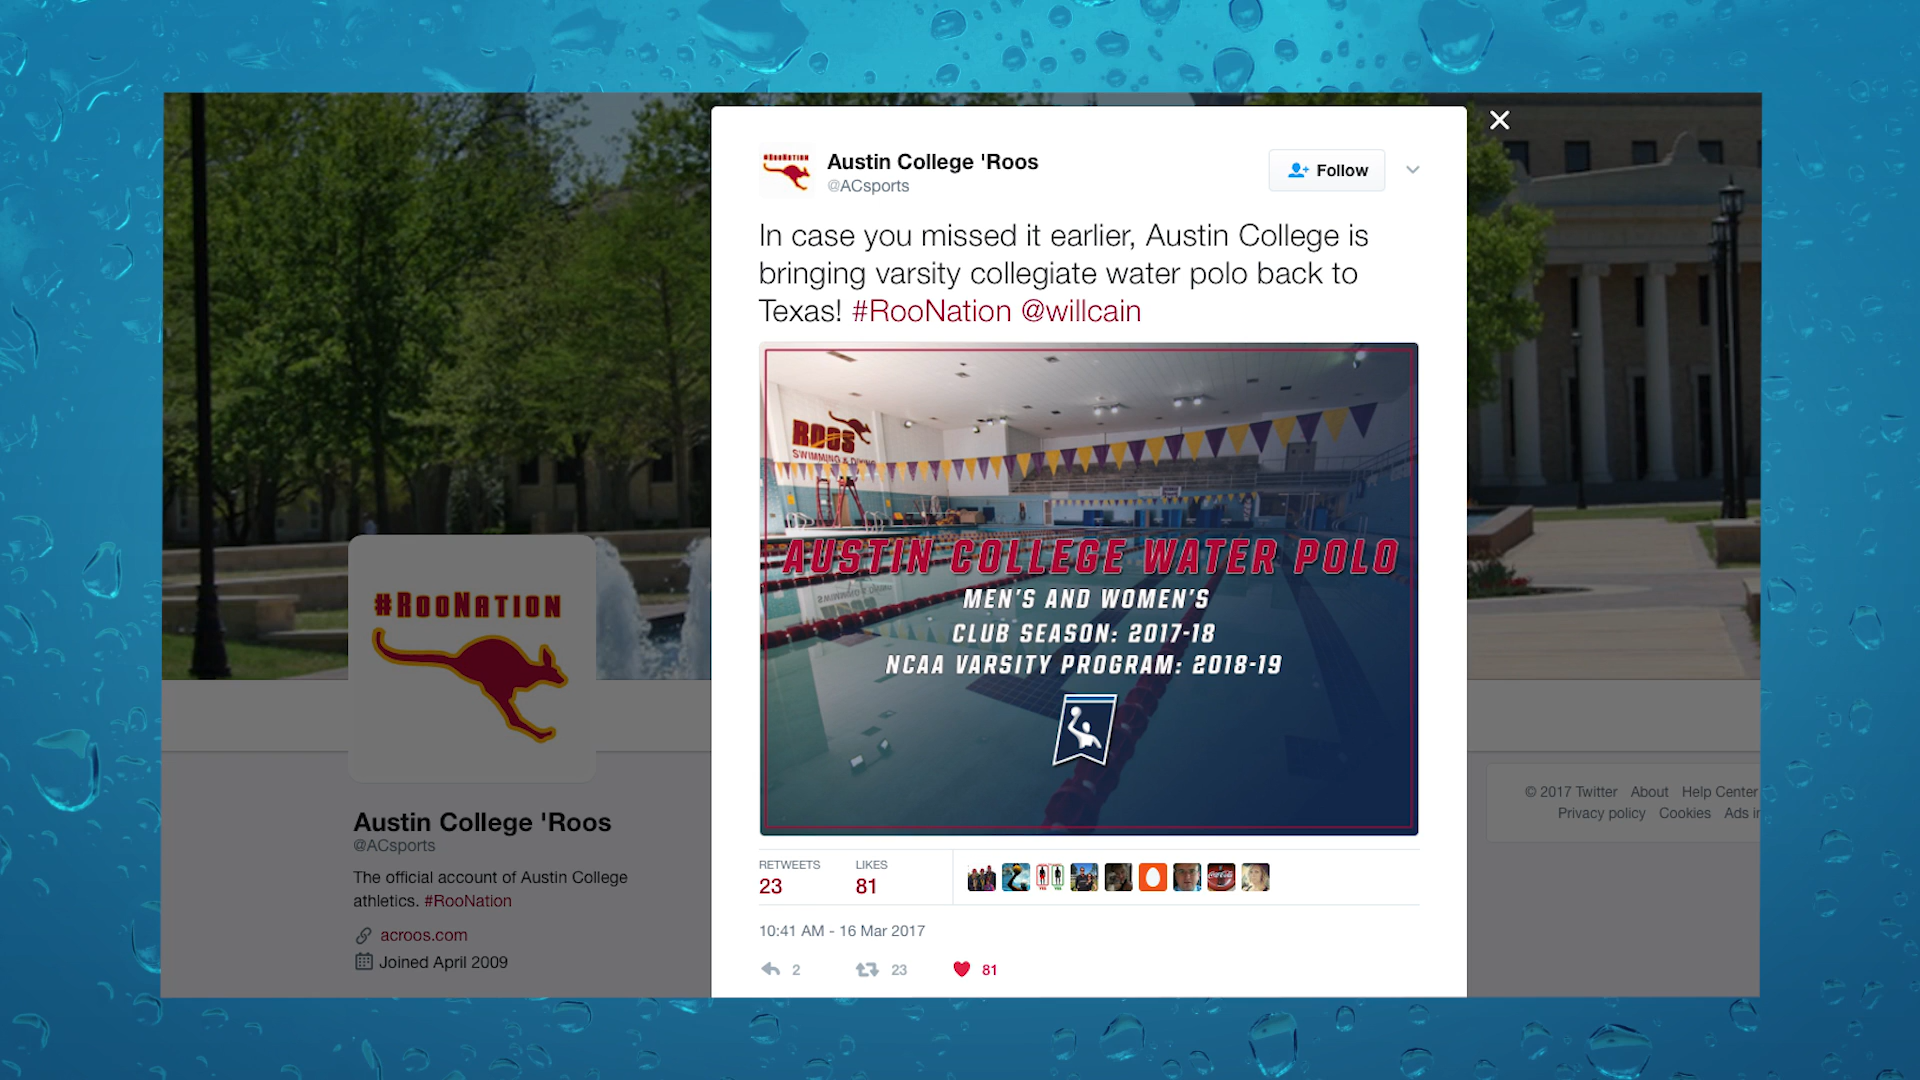 Austin College 'Roos
@ACsports
Follow
In case you missed it earlier, Austin College is
bringing varsity collegiate water polo back to
Texas! #RooNation @willcain
#ROONATION
ROOS
SWIMMING & DIVING
AUSTIN COLLEGE WATER POLO
MEN'S AND WOMEN'S
CLUB SEASON: 2017-18
NCAA VARSITY PROGRAM: 2018-19
RETWEETS
23
LIKES
81
10:41 AM - 16 Mar 2017
2
23
81
#ROONATION
Austin College 'Roos
@ACsports
The official account of Austin College
athletics. #RooNation
acroos.com
Joined April 2009
© 2017 Twitter About Help Center
Privacy policy Cookies Ads